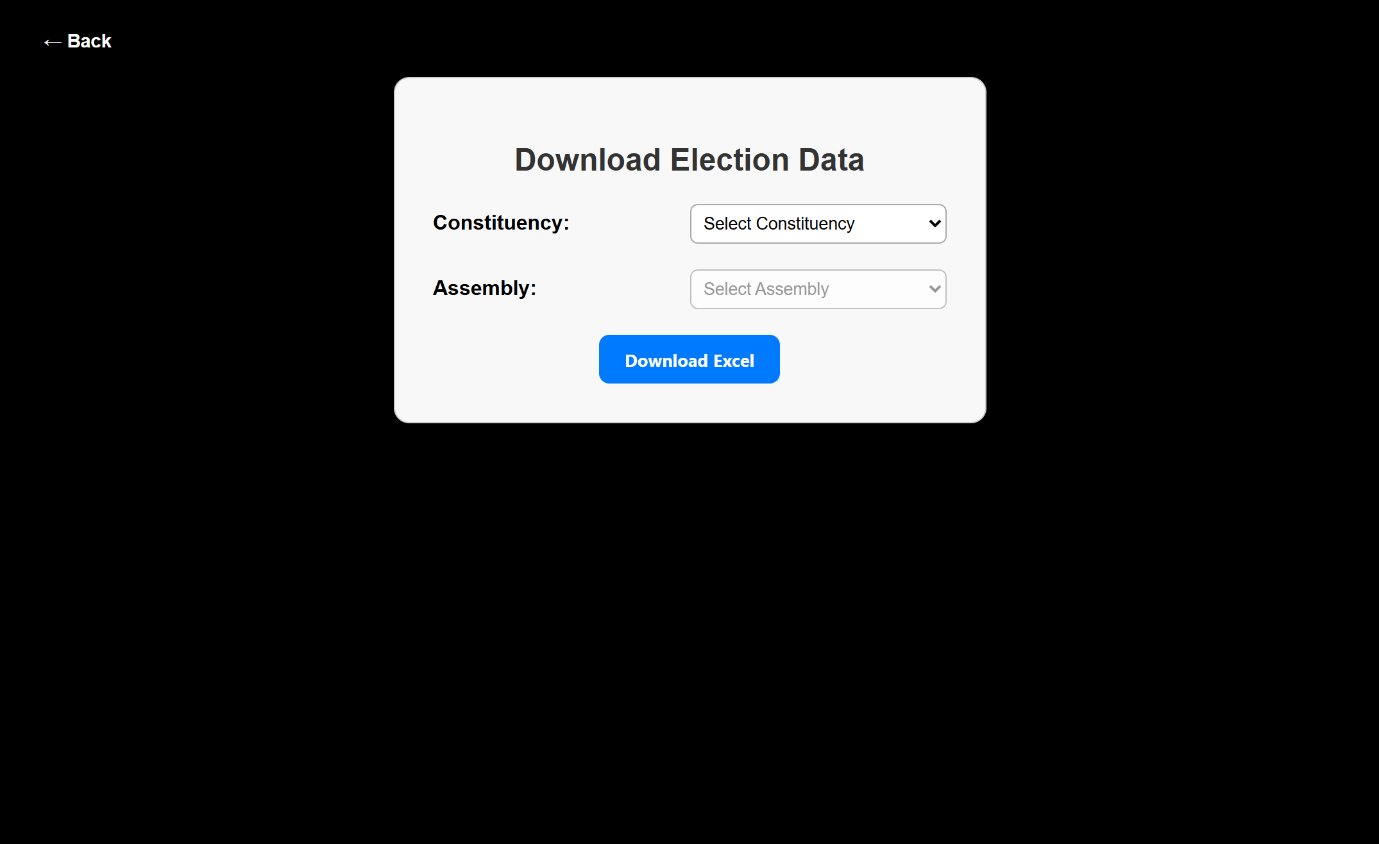 ← Back
Download Election Data
Constituency: Select Constituency
Assembly: Select Assembly
Download Excel